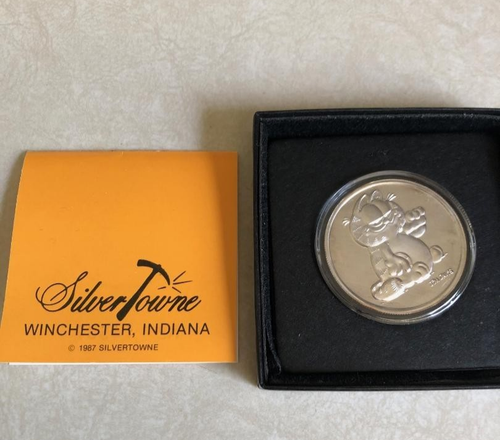 SilverTowne
WINCHESTER, INDIANA
© 1987 SILVERTOWNE